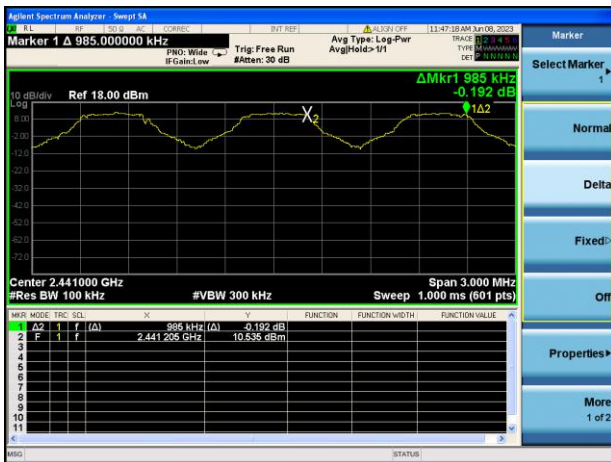 Agilent Spectrum Analyzer - Swept SA
RL RF 50 Ω AC CORREC INT REF ALIGN OFF 11:47:18 AM Jun 08, 2023
Marker 1 Δ 985.000000 kHz
PNO: Wide
IFGain:Low
Trig: Free Run
#Atten: 30 dB
Avg Type: Log-Pwr
Avg|Hold:>1/1
TRACE 1 2 3 4 5 6
TYPE M
DET P N N N N N
ΔMkr1 985 kHz
-0.192 dB
10 dB/div Ref 18.00 dBm
Log
8.00
-2.00
-12.0
-22.0
-32.0
-42.0
-52.0
-62.0
-72.0
1Δ2
X2
Center 2.441000 GHz Span 3.000 MHz
#Res BW 100 kHz #VBW 300 kHz Sweep 1.000 ms (601 pts)
MKR MODE TRC SCL X Y FUNCTION FUNCTION WIDTH FUNCTION VALUE
1 Δ2 1 f (Δ) 985 kHz (Δ) -0.192 dB
2 F 1 f 2.441 205 GHz 10.535 dBm
3
4
5
6
7
8
9
10
11
MSG STATUS
Marker
Select Marker
1
Normal
Delta
Fixed
Off
Properties
More
1 of 2